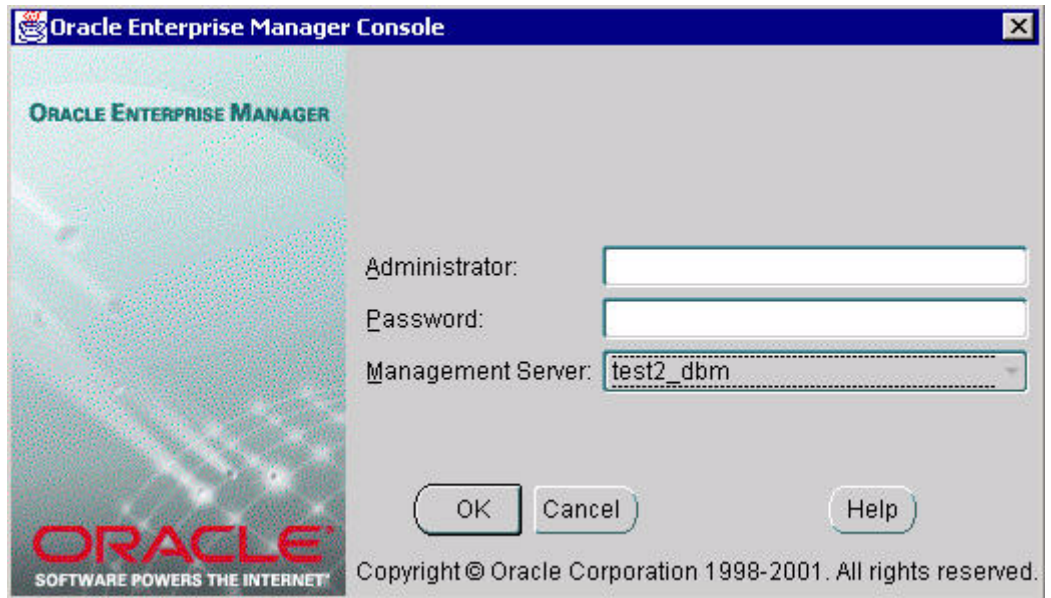 Oracle Enterprise Manager Console
ORACLE ENTERPRISE MANAGER
Administrator:
Password:
Management Server: test2_dbm
OK Cancel Help
ORACLE
SOFTWARE POWERS THE INTERNET™
Copyright © Oracle Corporation 1998-2001. All rights reserved.